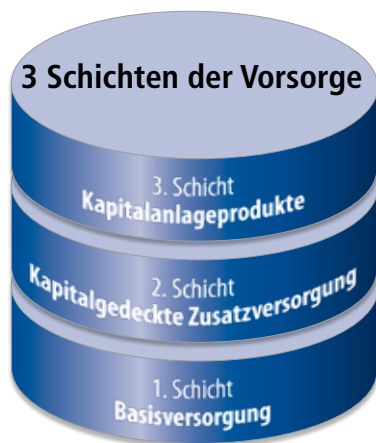 3 Schichten der Vorsorge
3. Schicht
Kapitalanlageprodukte
2. Schicht
Kapitalgedeckte Zusatzversorgung
1. Schicht
Basisversorgung